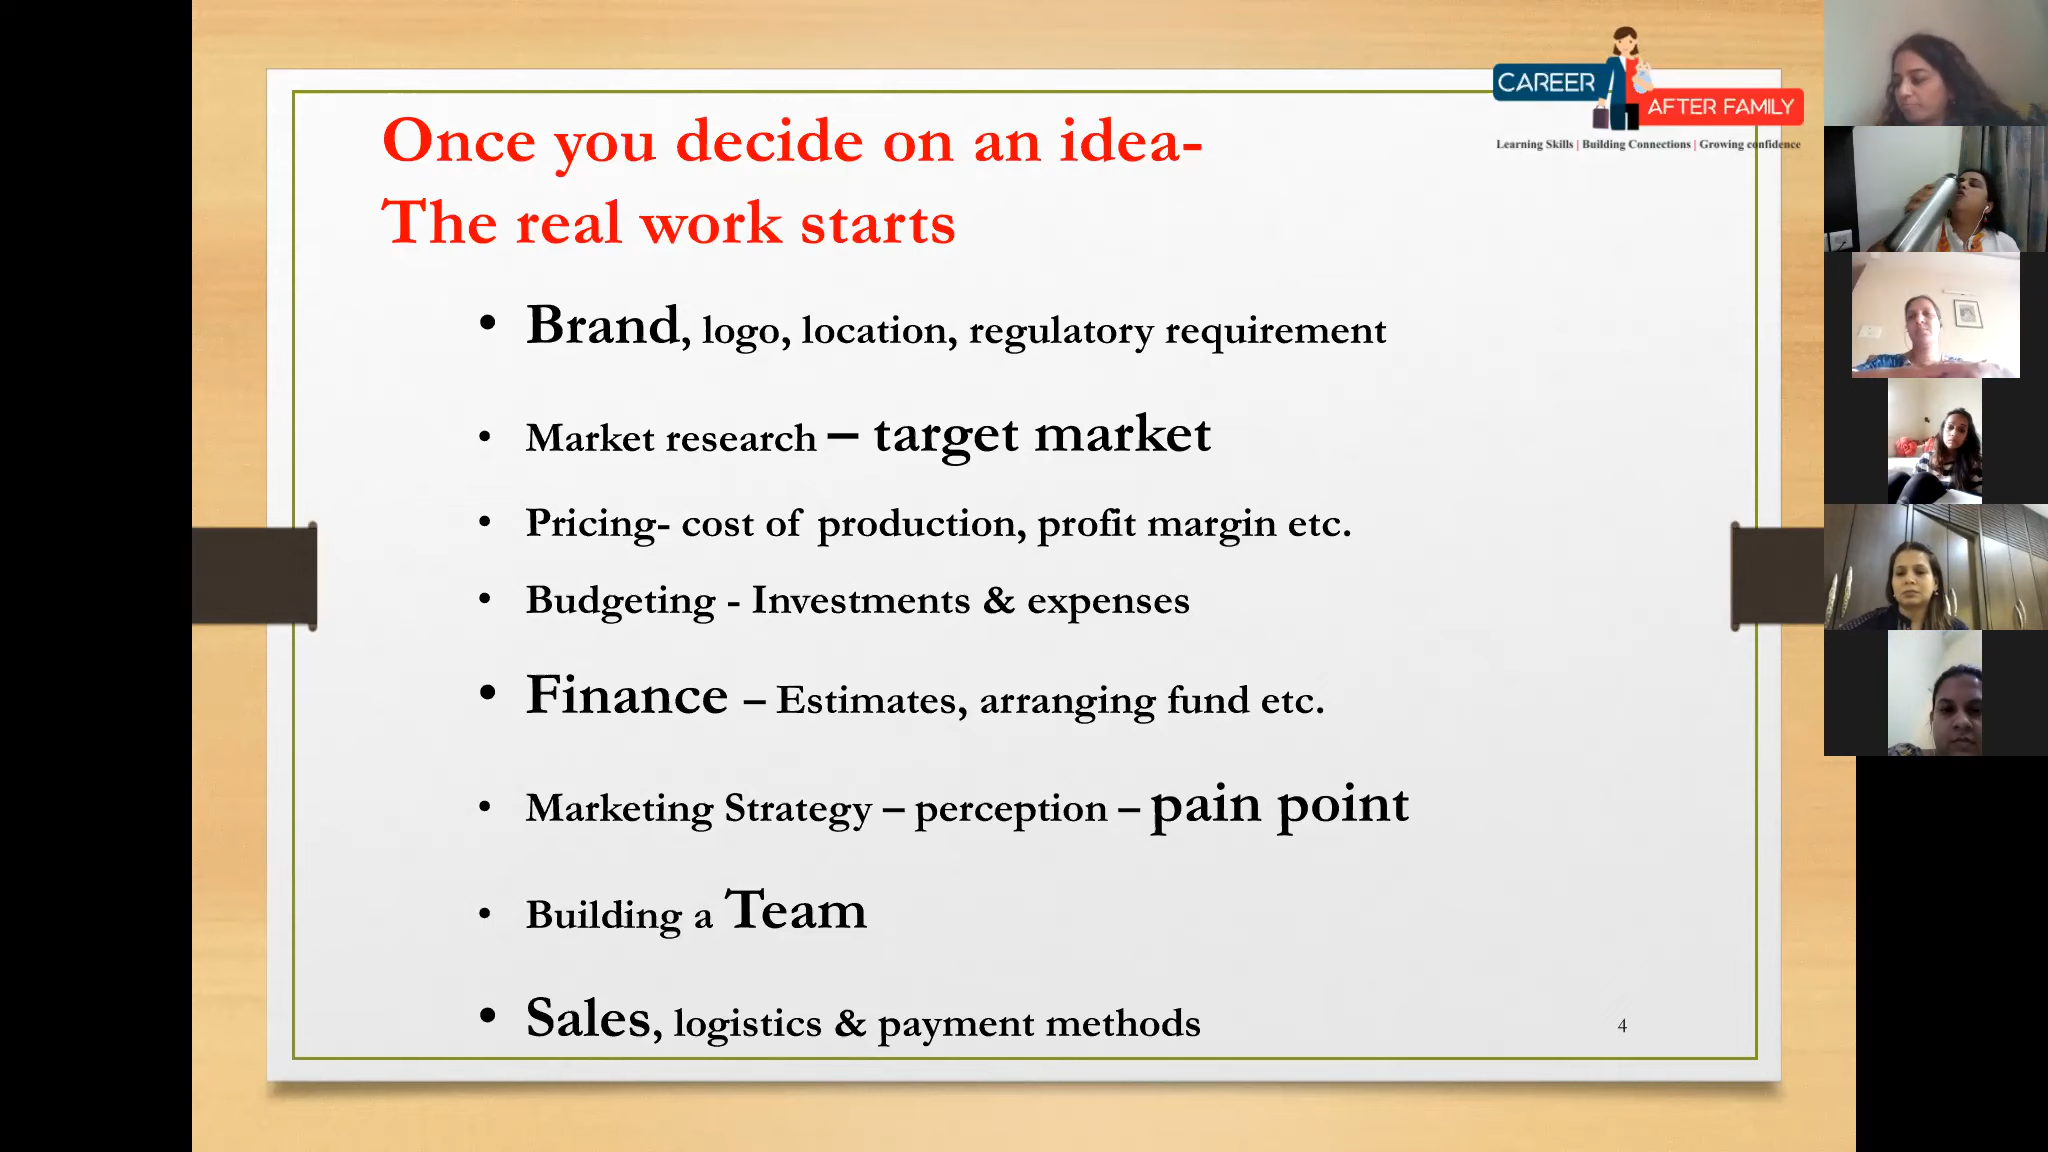 CAREER
AFTER FAMILY
Learning Skills | Building Connections | Growing confidence
Once you decide on an idea-
The real work starts
• Brand, logo, location, regulatory requirement
• Market research – target market
• Pricing- cost of production, profit margin etc.
• Budgeting - Investments & expenses
• Finance – Estimates, arranging fund etc.
• Marketing Strategy – perception – pain point
• Building a Team
• Sales, logistics & payment methods
4